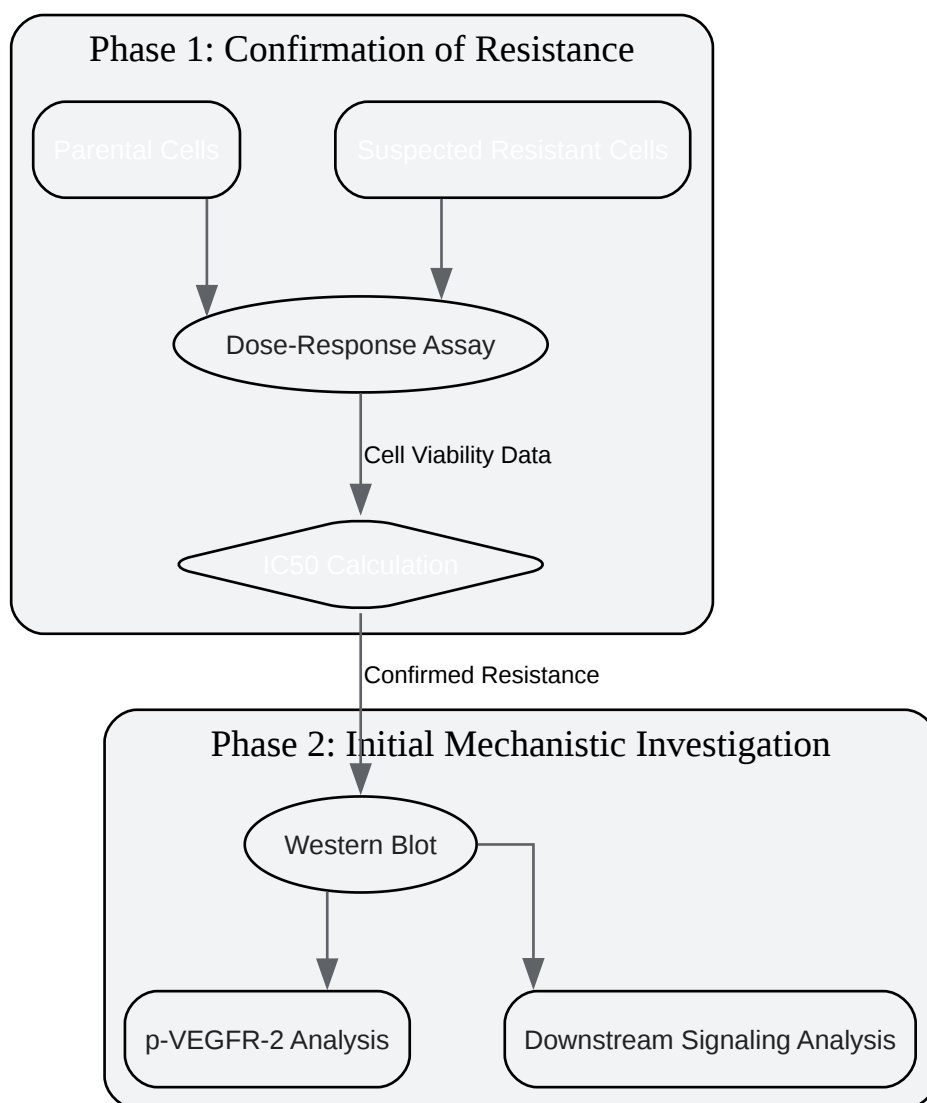 Phase 1: Confirmation of Resistance
Parental Cells
Suspected Resistant Cells
Dose-Response Assay
Cell Viability Data
IC50 Calculation
Confirmed Resistance
Phase 2: Initial Mechanistic Investigation
Western Blot
p-VEGFR-2 Analysis
Downstream Signaling Analysis